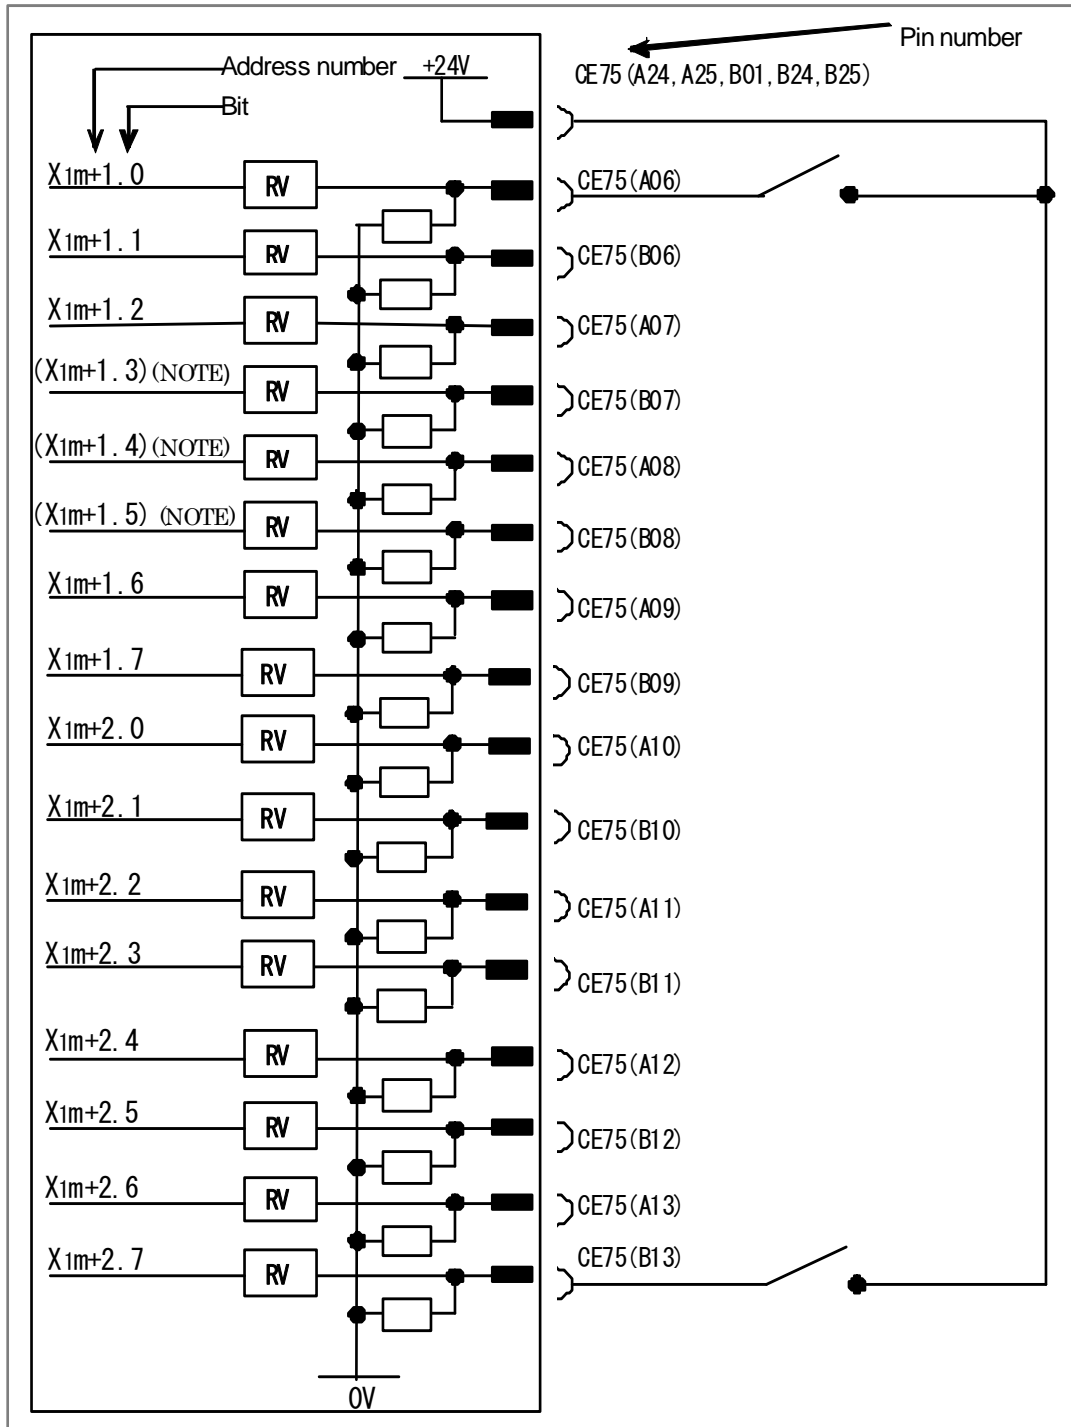 Pin number
Address number +24V CE75(A24, A25, B01, B24, B25)
Bit
X1m+1.0 RV CE75(A06)
X1m+1.1 RV CE75(B06)
X1m+1.2 RV CE75(A07)
(X1m+1.3)(NOTE) RV CE75(B07)
(X1m+1.4)(NOTE) RV CE75(A08)
(X1m+1.5) (NOTE) RV CE75(B08)
X1m+1.6 RV CE75(A09)
X1m+1.7 RV CE75(B09)
X1m+2.0 RV CE75(A10)
X1m+2.1 RV CE75(B10)
X1m+2.2 RV CE75(A11)
X1m+2.3 RV CE75(B11)
X1m+2.4 RV CE75(A12)
X1m+2.5 RV CE75(B12)
X1m+2.6 RV CE75(A13)
X1m+2.7 RV CE75(B13)
0V